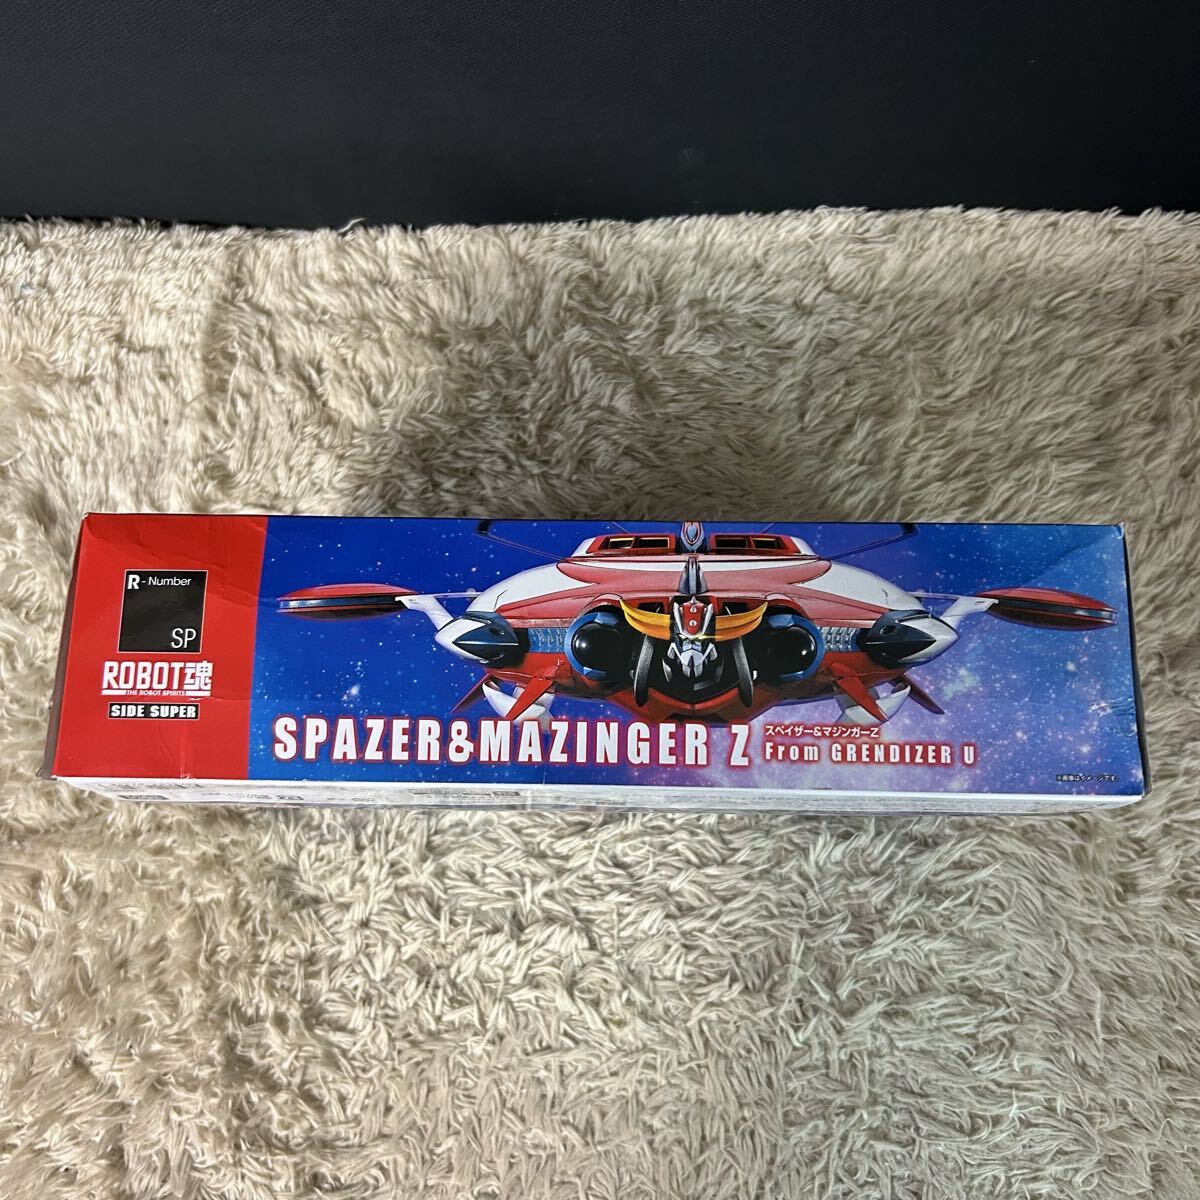 R - Number
SP
ROBOT魂
THE ROBOT SPIRITS
SIDE SUPER
SPAZER&MAZINGER Z
スペイザー&マジンガーZ
From GRENDIZER U
※画像はイメージです。